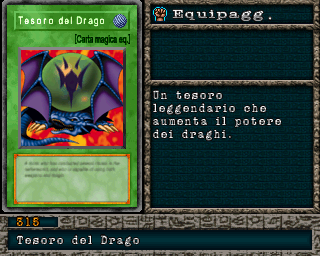 Tesoro del Drago
[Carta magica eq.]
Equipagg.
Un tesoro
leggendario che
aumenta il potere
dei draghi.
315
Tesoro del Drago